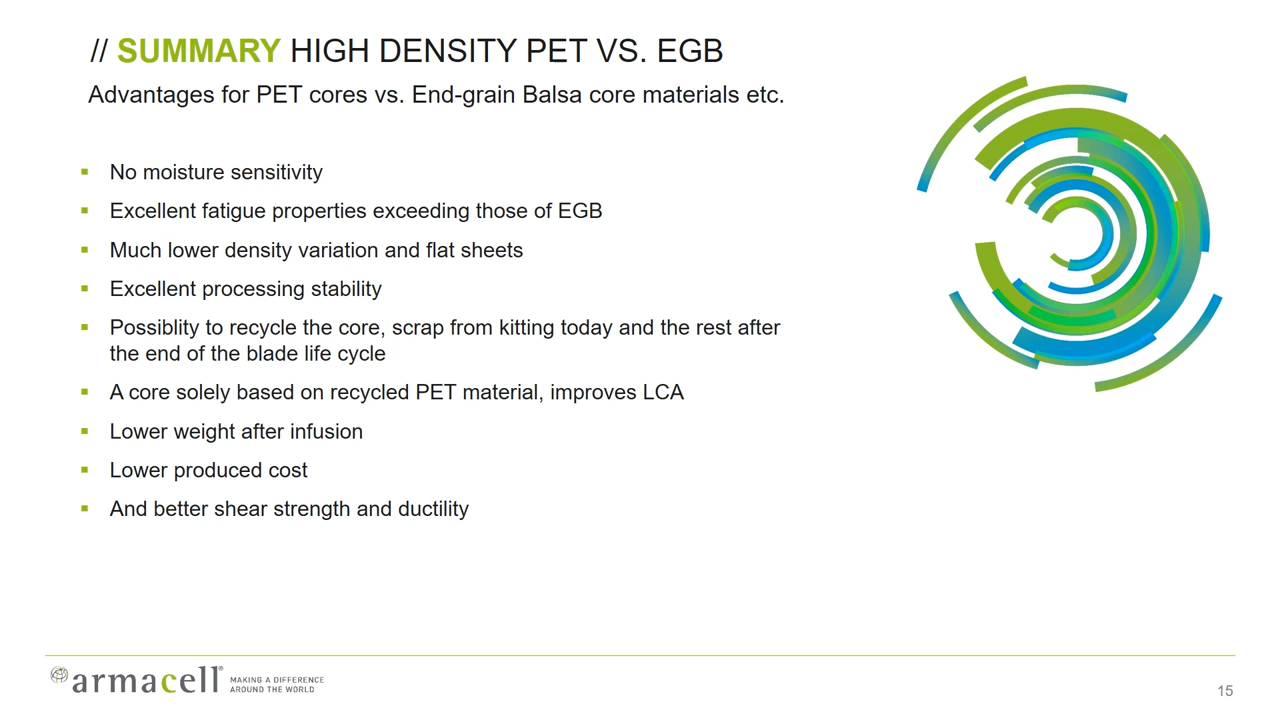 // SUMMARY HIGH DENSITY PET VS. EGB
Advantages for PET cores vs. End-grain Balsa core materials etc.
▪ No moisture sensitivity
▪ Excellent fatigue properties exceeding those of EGB
▪ Much lower density variation and flat sheets
▪ Excellent processing stability
▪ Possiblity to recycle the core, scrap from kitting today and the rest after
the end of the blade life cycle
▪ A core solely based on recycled PET material, improves LCA
▪ Lower weight after infusion
▪ Lower produced cost
▪ And better shear strength and ductility
armacell®
MAKING A DIFFERENCE
AROUND THE WORLD
15